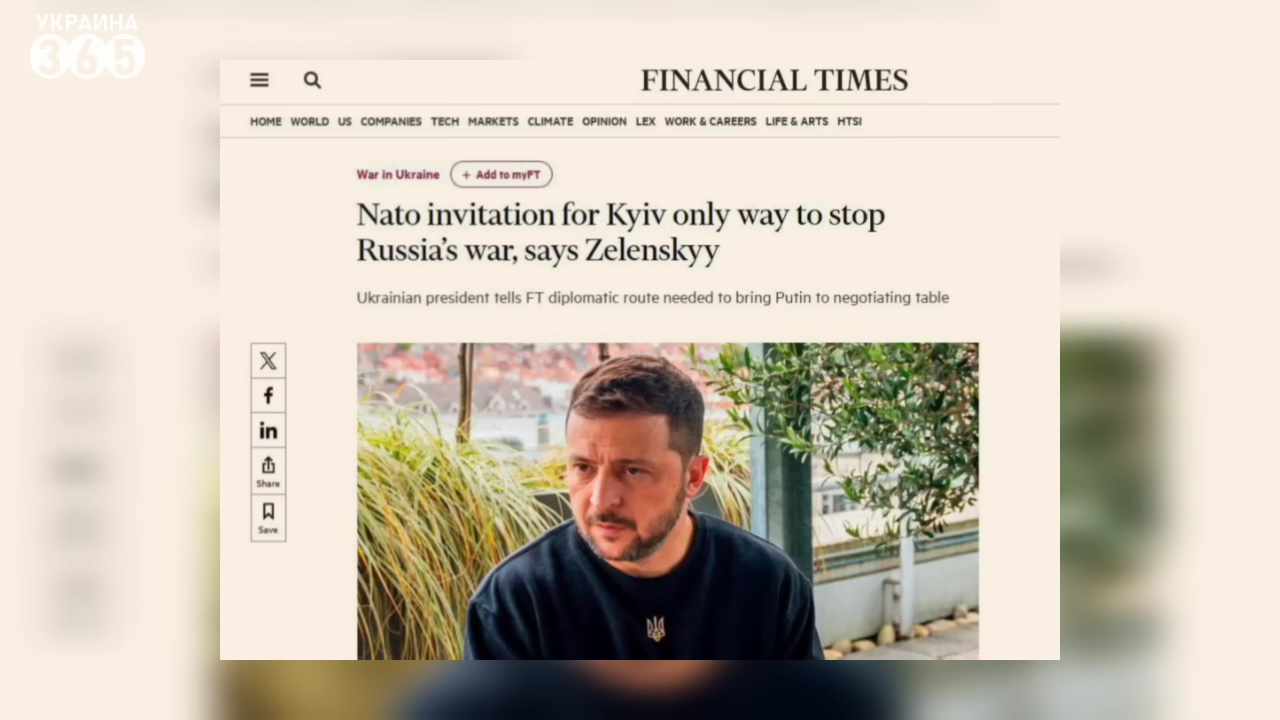 УКРАИНА
365
FINANCIAL TIMES
HOME WORLD US COMPANIES TECH MARKETS CLIMATE OPINION LEX WORK & CAREERS LIFE & ARTS HTSI
War in Ukraine + Add to myFT
Nato invitation for Kyiv only way to stop
Russia's war, says Zelenskyy
Ukrainian president tells FT diplomatic route needed to bring Putin to negotiating table
Share
Save